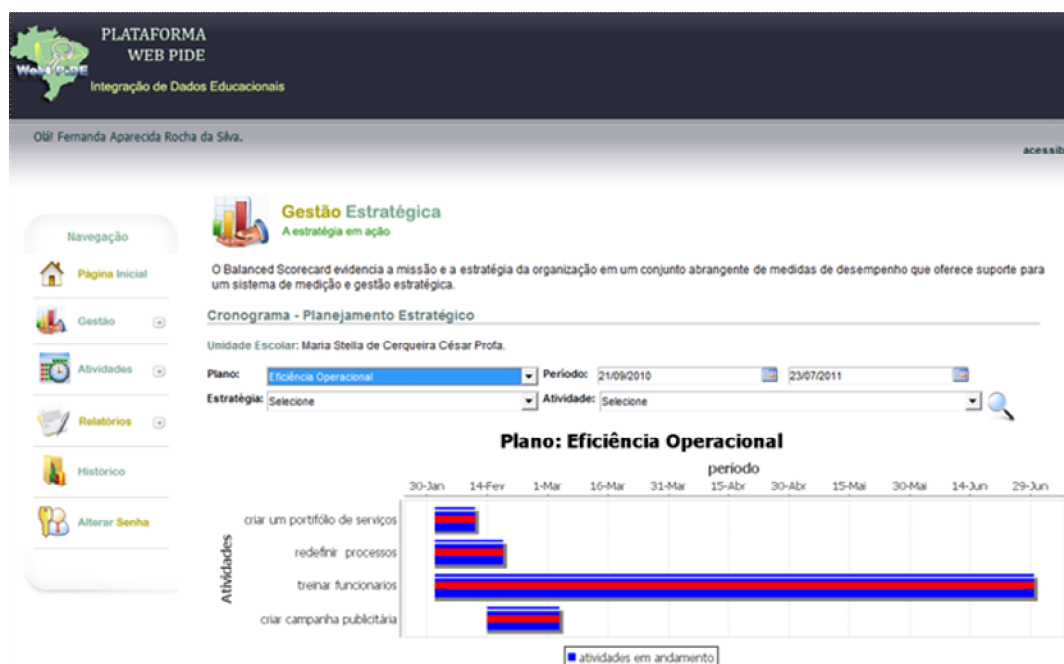 PLATAFORMA
WEB PIDE
Integração de Dados Educacionais
Olá! Fernanda Aparecida Rocha da Silva.
acessib
Navegação
Página Inicial
Gestão
Atividades
Relatórios
Histórico
Alterar Senha
Gestão Estratégica
A estratégia em ação
O Balanced Scorecard evidencia a missão e a estratégia da organização em um conjunto abrangente de medidas de desempenho que oferece suporte para
um sistema de medição e gestão estratégica.
Cronograma - Planejamento Estratégico
Unidade Escolar: Maria Stella de Cerqueira César Profa.
Plano: Eficiência Operacional Período: 21/09/2010 23/07/2011
Estratègia: Selecione Atividade: Selecione
Plano: Eficiência Operacional
período
30-Jan 14-Fev 1-Mar 16-Mar 31-Mar 15-Abr 30-Abr 15-Mai 30-Mai 14-Jun 29-Jun
Atividades
criar um portifólio de serviços
redefinir processos
treinar funcionarios
criar campanha publicitária
atividades em andamento